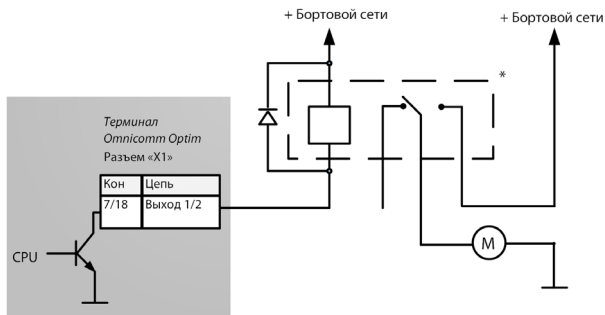 + Бортовой сети
+ Бортовой сети
*
Терминал
Omnicomm Optim
Разъем «X1»
Кон Цепь
7/18 Выход 1/2
CPU
M